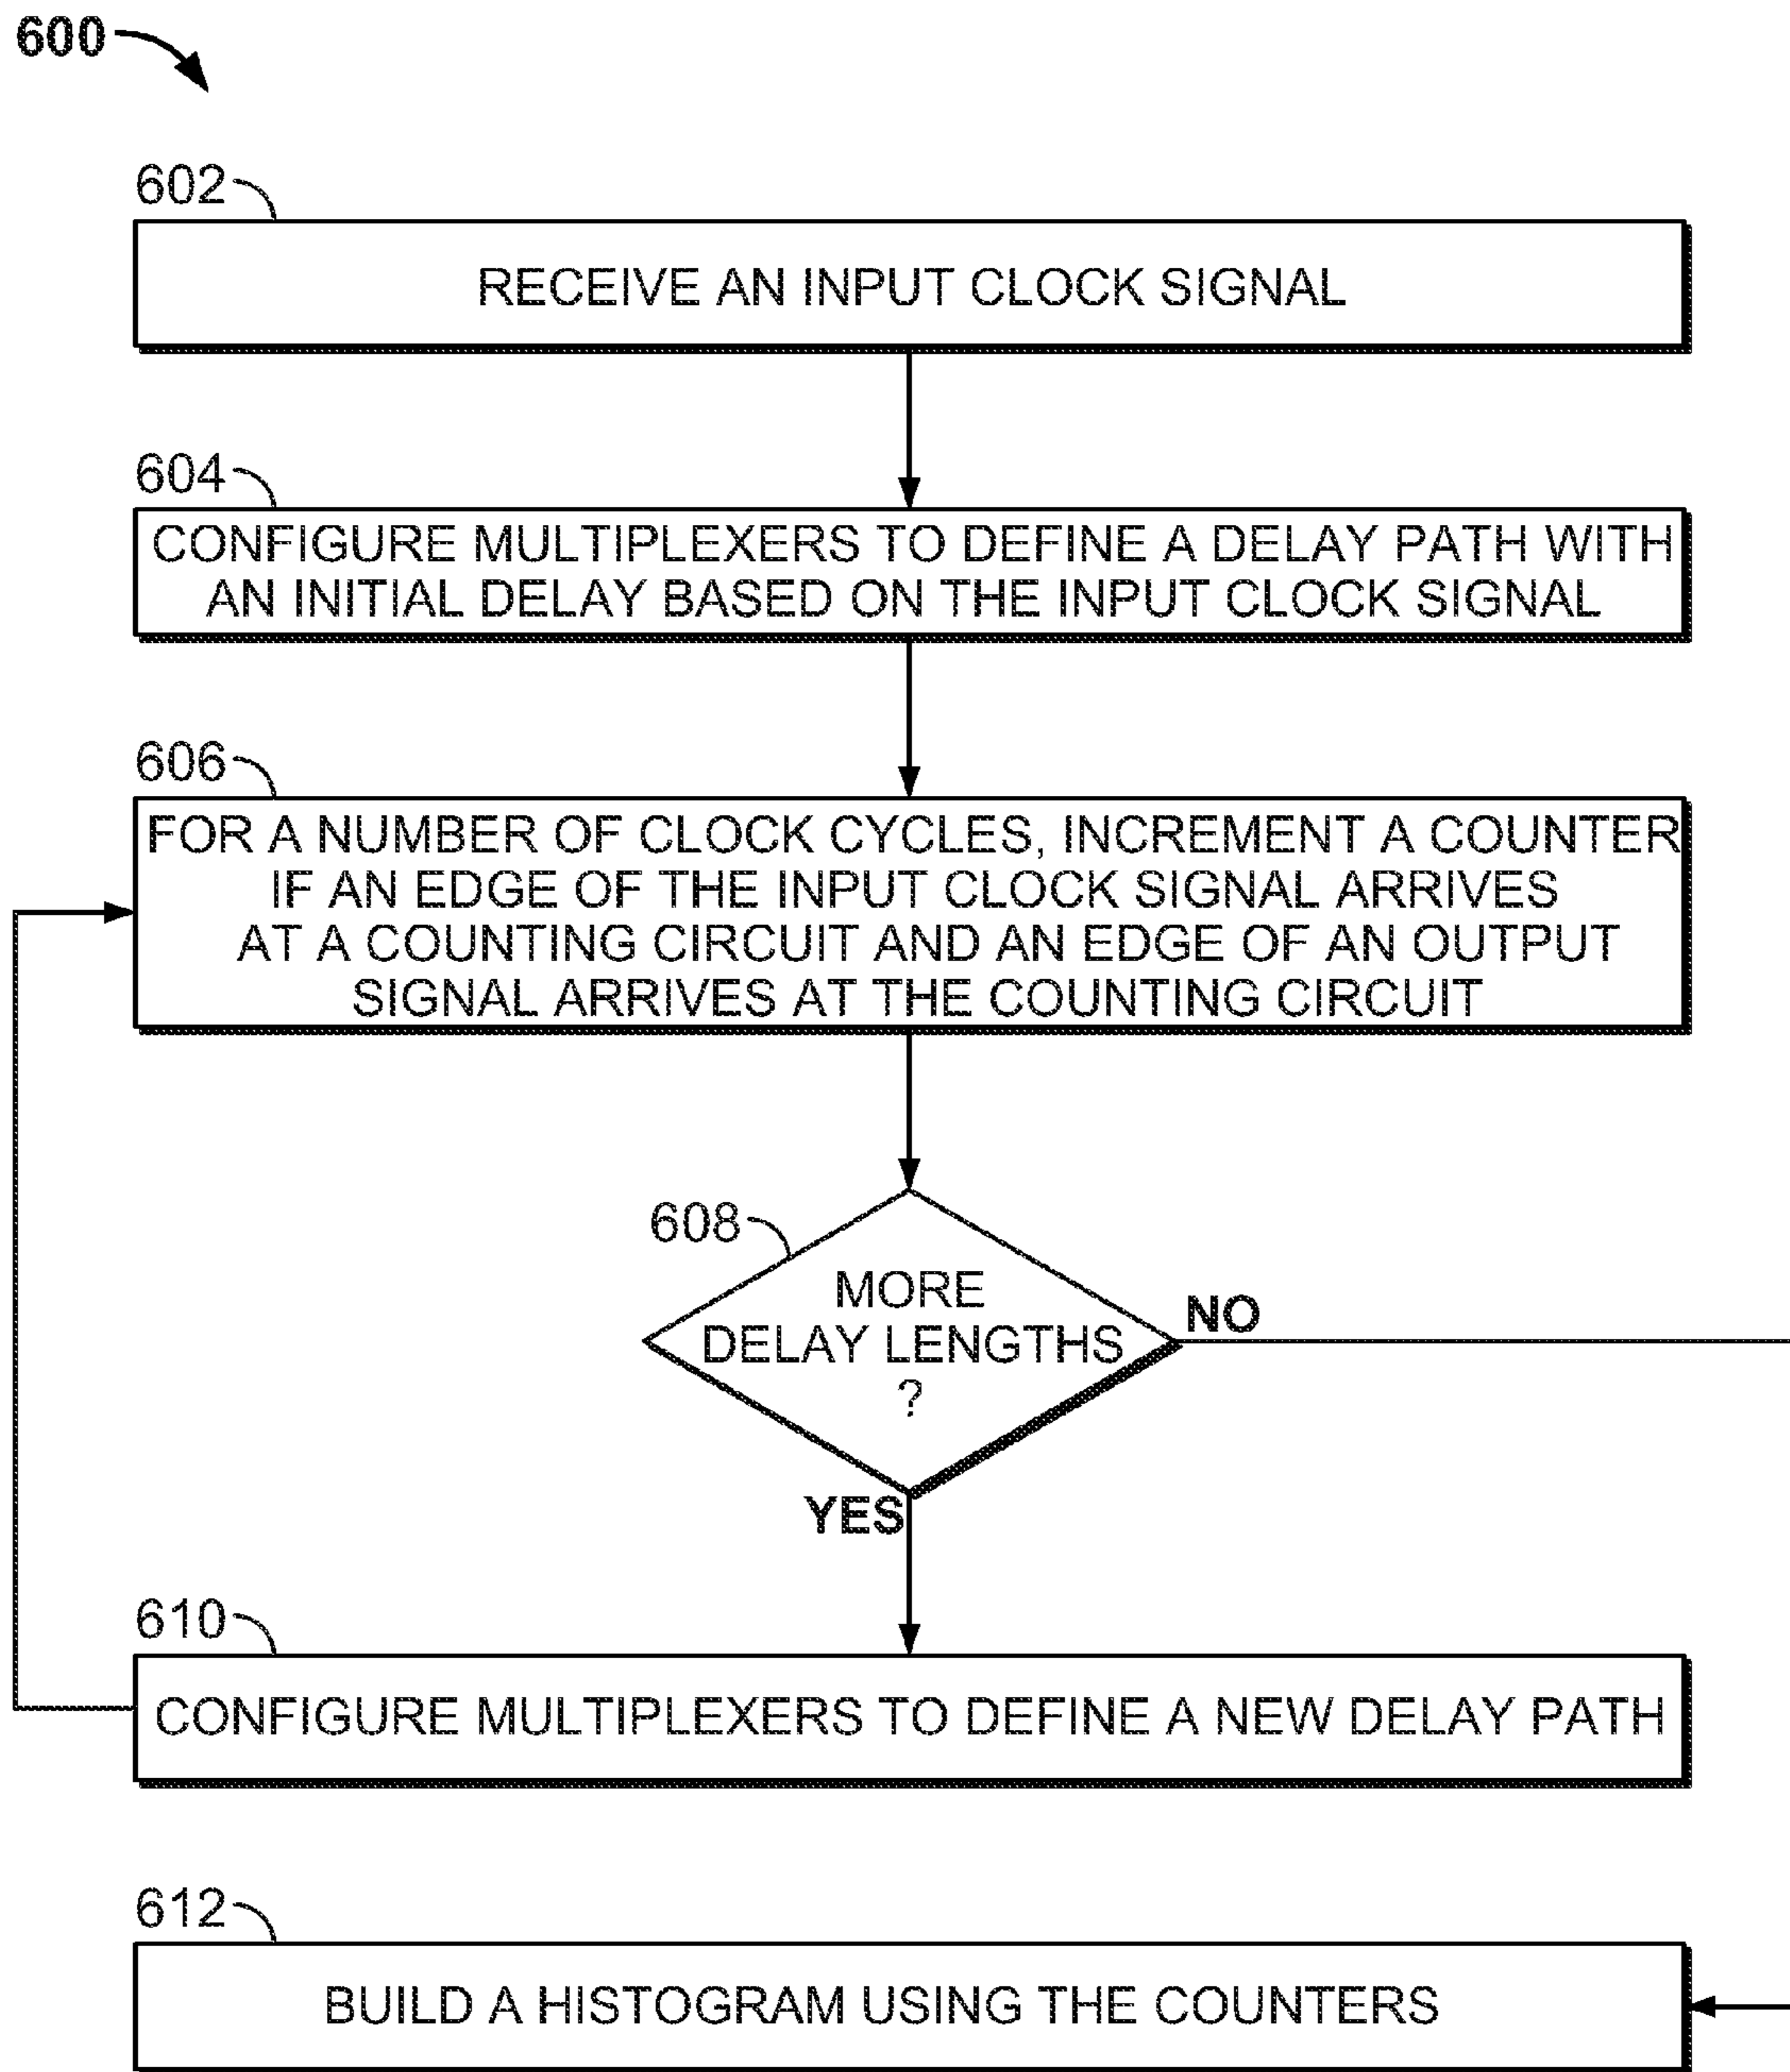 600
602
RECEIVE AN INPUT CLOCK SIGNAL
604
CONFIGURE MULTIPLEXERS TO DEFINE A DELAY PATH WITH
AN INITIAL DELAY BASED ON THE INPUT CLOCK SIGNAL
606
FOR A NUMBER OF CLOCK CYCLES, INCREMENT A COUNTER
IF AN EDGE OF THE INPUT CLOCK SIGNAL ARRIVES
AT A COUNTING CIRCUIT AND AN EDGE OF AN OUTPUT
SIGNAL ARRIVES AT THE COUNTING CIRCUIT
608
MORE
DELAY LENGTHS
?
NO
YES
610
CONFIGURE MULTIPLEXERS TO DEFINE A NEW DELAY PATH
612
BUILD A HISTOGRAM USING THE COUNTERS